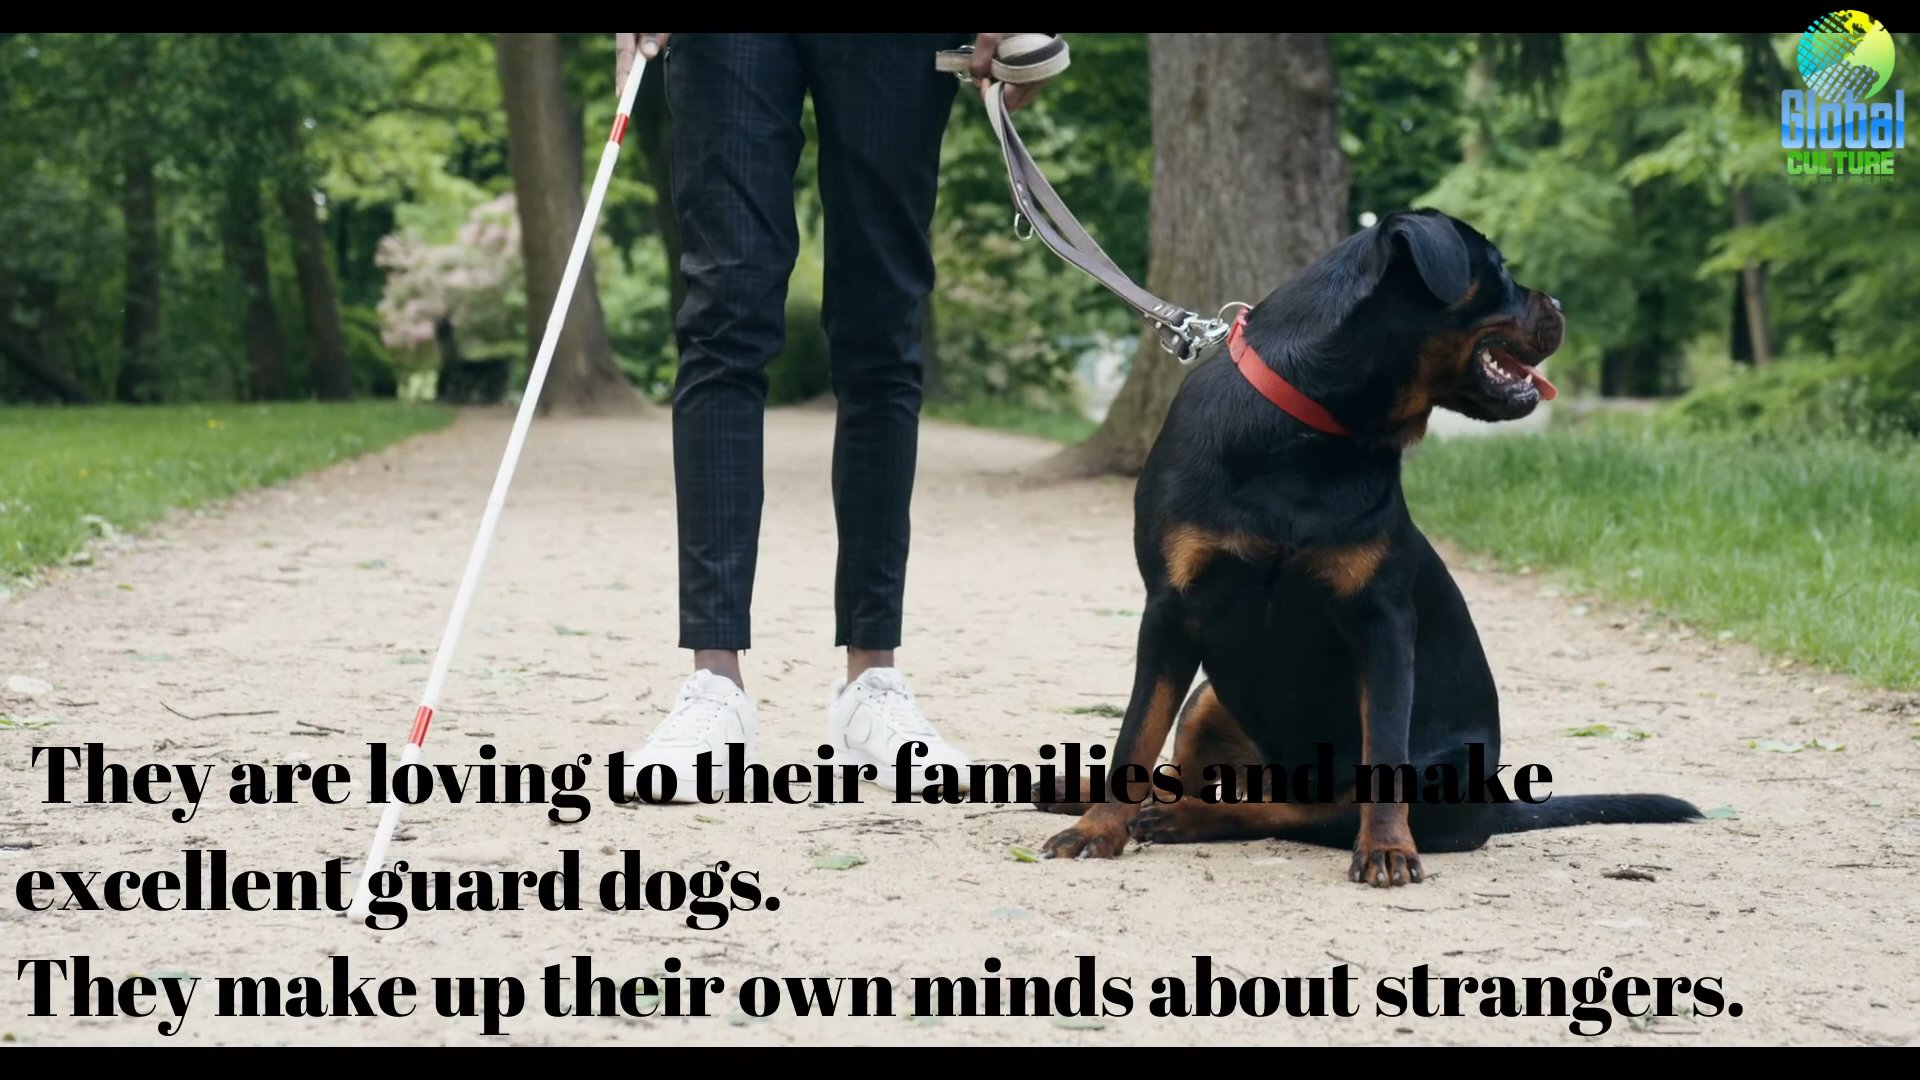 Global
CULTURE
They are loving to their families and make
excellent guard dogs.
They make up their own minds about strangers.